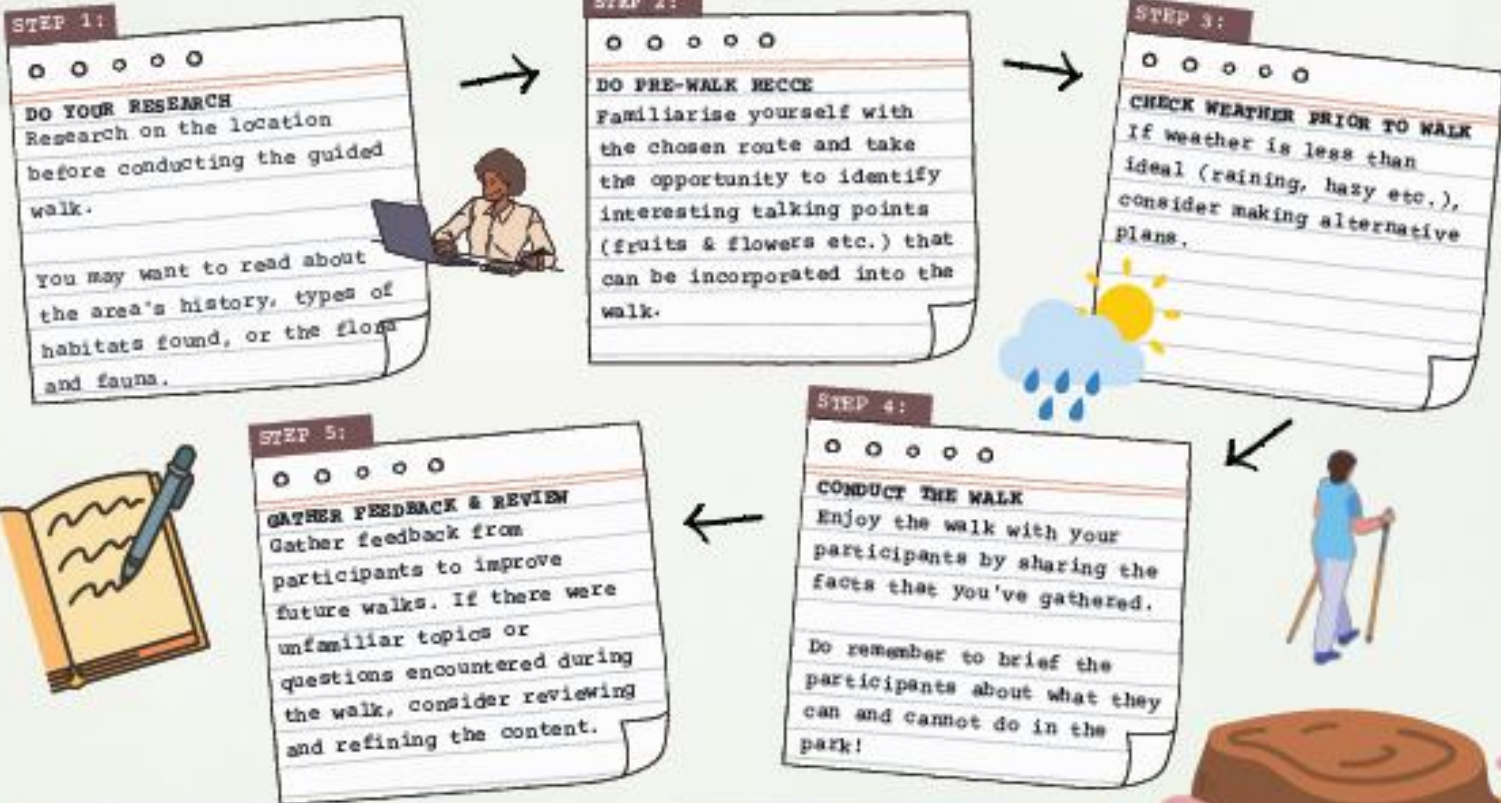 STEP 1:
DO YOUR RESEARCH
Research on the location
before conducting the guided
walk.
You may want to read about
the area's history, types of
habitats found, or the flora
and fauna.
STEP 2:
DO PRE-WALK RECCE
Familiarise yourself with
the chosen route and take
the opportunity to identify
interesting talking points
(fruits & flowers etc.) that
can be incorporated into the
walk.
STEP 3:
CHECK WEATHER PRIOR TO WALK
If weather is less than
ideal (raining, hazy etc.),
consider making alternative
plans.
STEP 4:
CONDUCT THE WALK
Enjoy the walk with your
participants by sharing the
facts that you've gathered.
Do remember to brief the
participants about what they
can and cannot do in the
park!
STEP 5:
GATHER FEEDBACK & REVIEW
Gather feedback from
participants to improve
future walks. If there were
unfamiliar topics or
questions encountered during
the walk, consider reviewing
and refining the content.